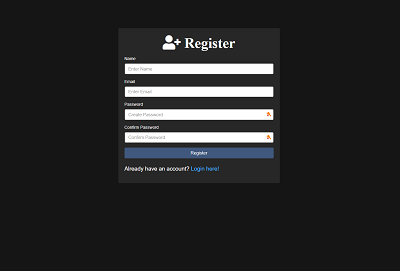 Register
Name
Enter Name
Email
Enter Email
Password
Create Password
Confirm Password
Confirm Password
Register
Already have an account? Login here!